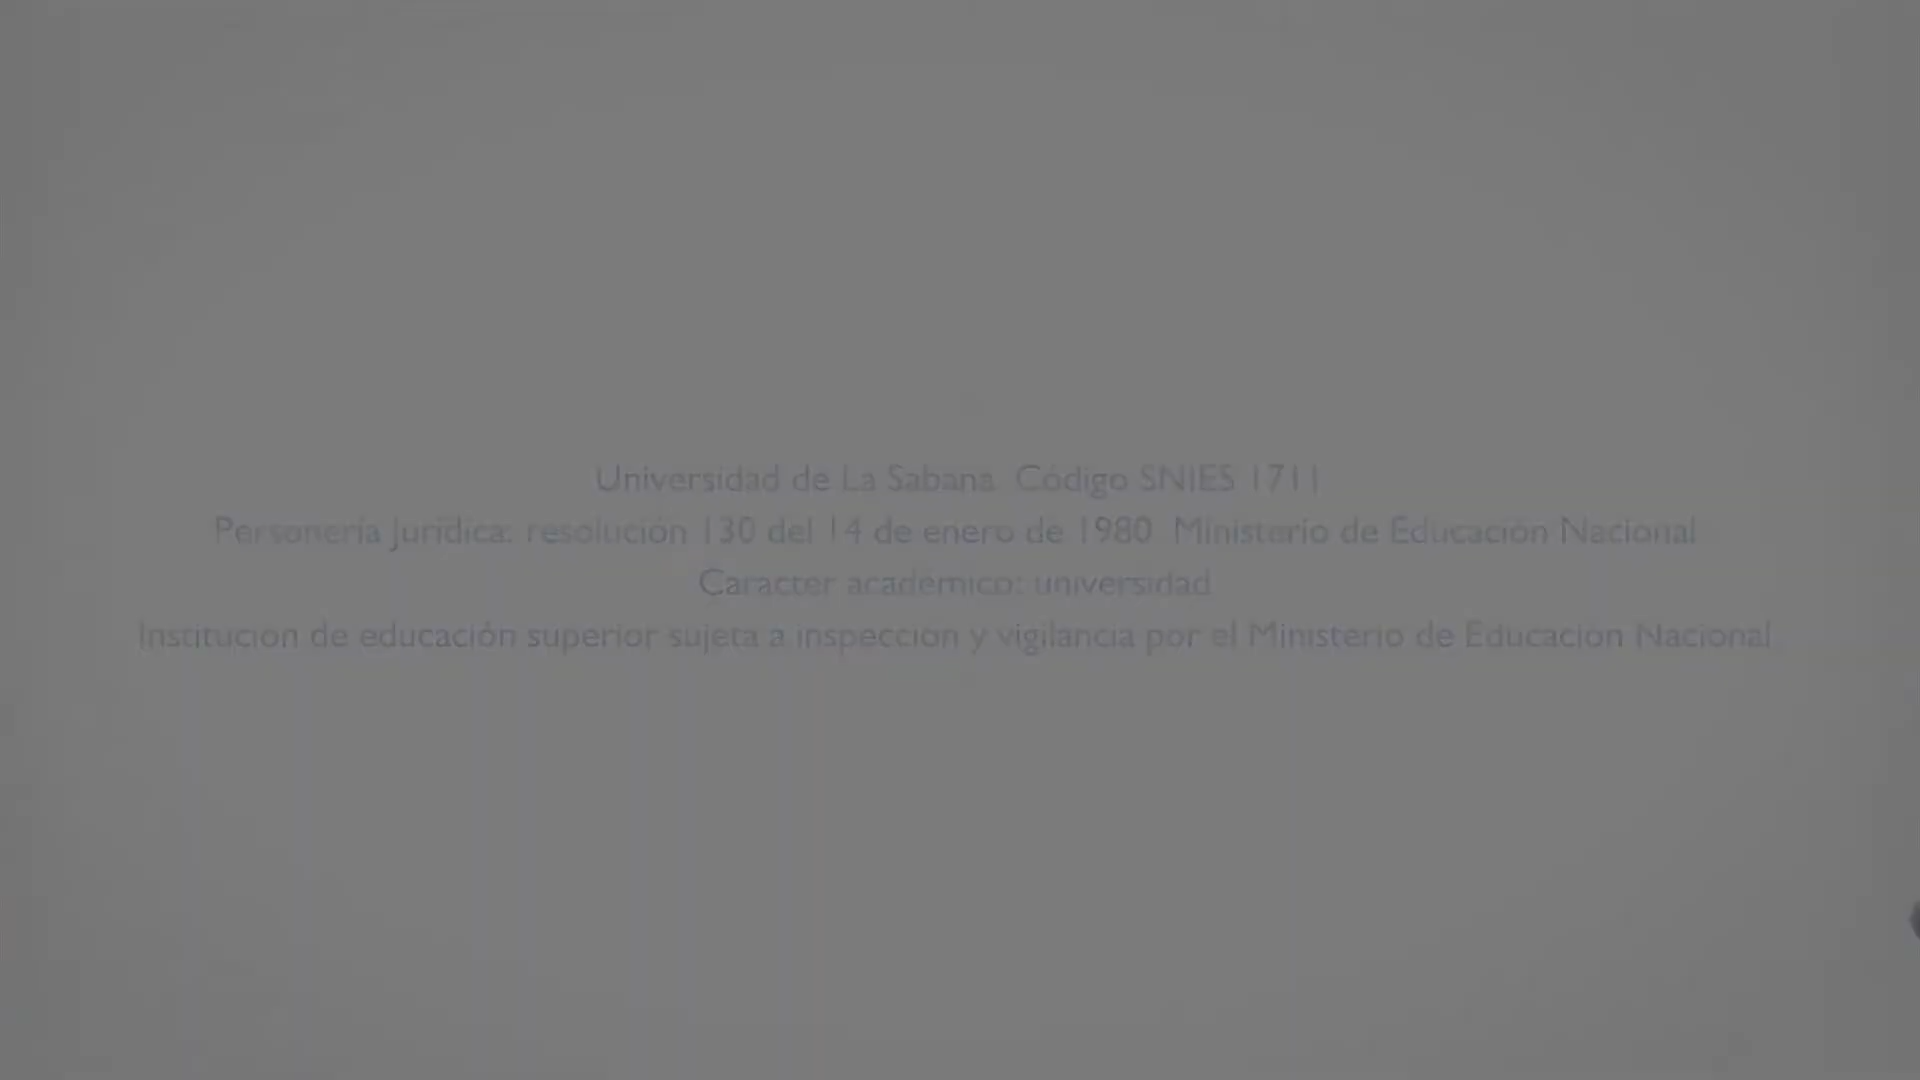 Universidad de La Sabana. Código SNIES 1711
Personería Jurídica: resolución 130 del 14 de enero de 1980. Ministerio de Educación Nacional
Carácter académico: universidad
Institución de educación superior sujeta a inspección y vigilancia por el Ministerio de Educación Nacional.